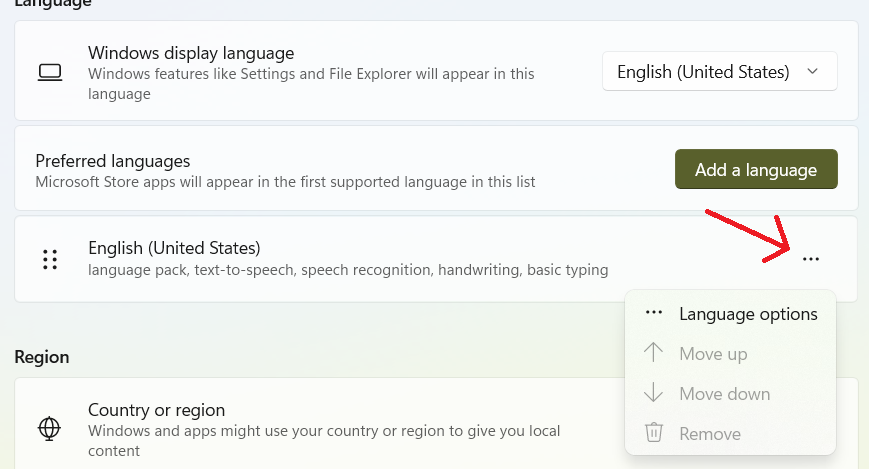 Language
Windows display language
Windows features like Settings and File Explorer will appear in this
language
English (United States)
Preferred languages
Microsoft Store apps will appear in the first supported language in this list
Add a language
English (United States)
language pack, text-to-speech, speech recognition, handwriting, basic typing
Language options
Move up
Move down
Remove
Region
Country or region
Windows and apps might use your country or region to give you local
content